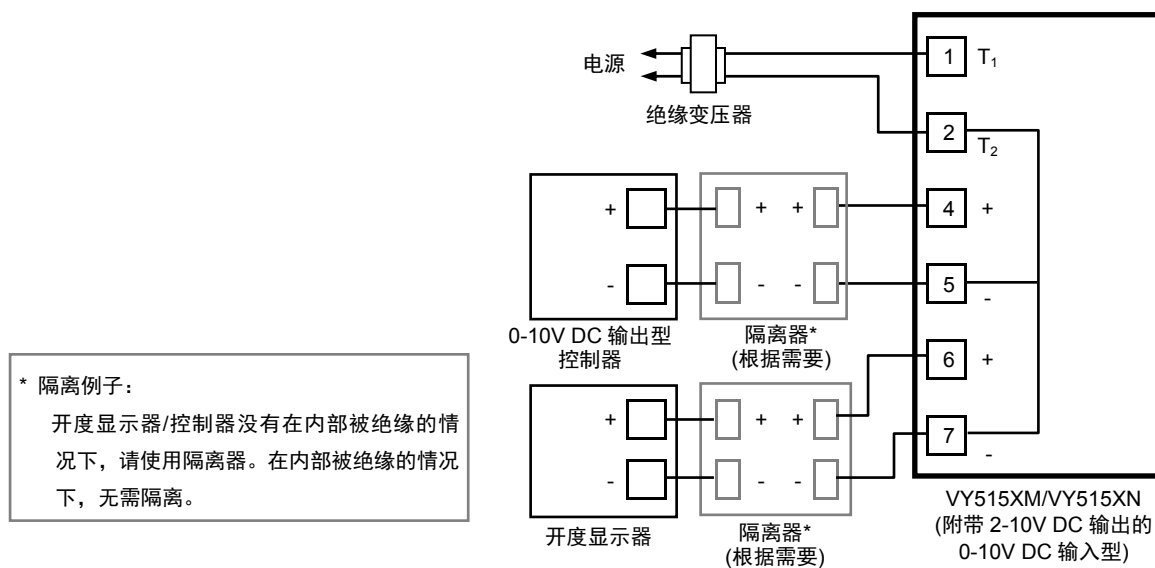 电源
绝缘变压器
1 T₁
2 T₂
+ + + 4 +
- - - 5 -
0-10V DC 输出型
控制器
隔离器*
(根据需要)
6 +
+ + +
- - - 7 -
开度显示器
隔离器*
(根据需要)
VY515XM/VY515XN
(附带 2-10V DC 输出的
0-10V DC 输入型)
* 隔离例子：
开度显示器/控制器没有在内部被绝缘的情
况下，请使用隔离器。在内部被绝缘的情况
下，无需隔离。